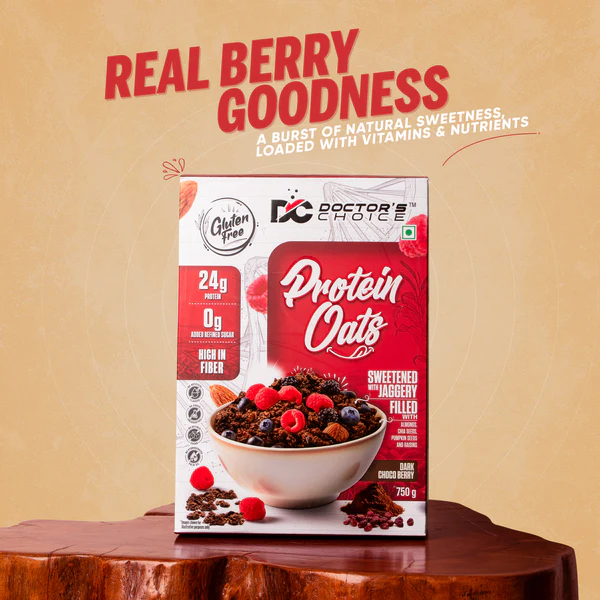 REAL BERRY
GOODNESS
A BURST OF NATURAL SWEETNESS,
LOADED WITH VITAMINS & NUTRIENTS
Gluten
Free
DC DOCTOR'S
CHOICE™
24g
PROTEIN
0g
ADDED REFINED SUGAR
HIGH IN
FIBER
Protein
Oats
SWEETENED
WITH JAGGERY
FILLED
WITH
ALMONDS,
CHIA SEEDS,
PUMPKIN SEEDS
AND RAISINS
DARK
CHOCO BERRY
750 g